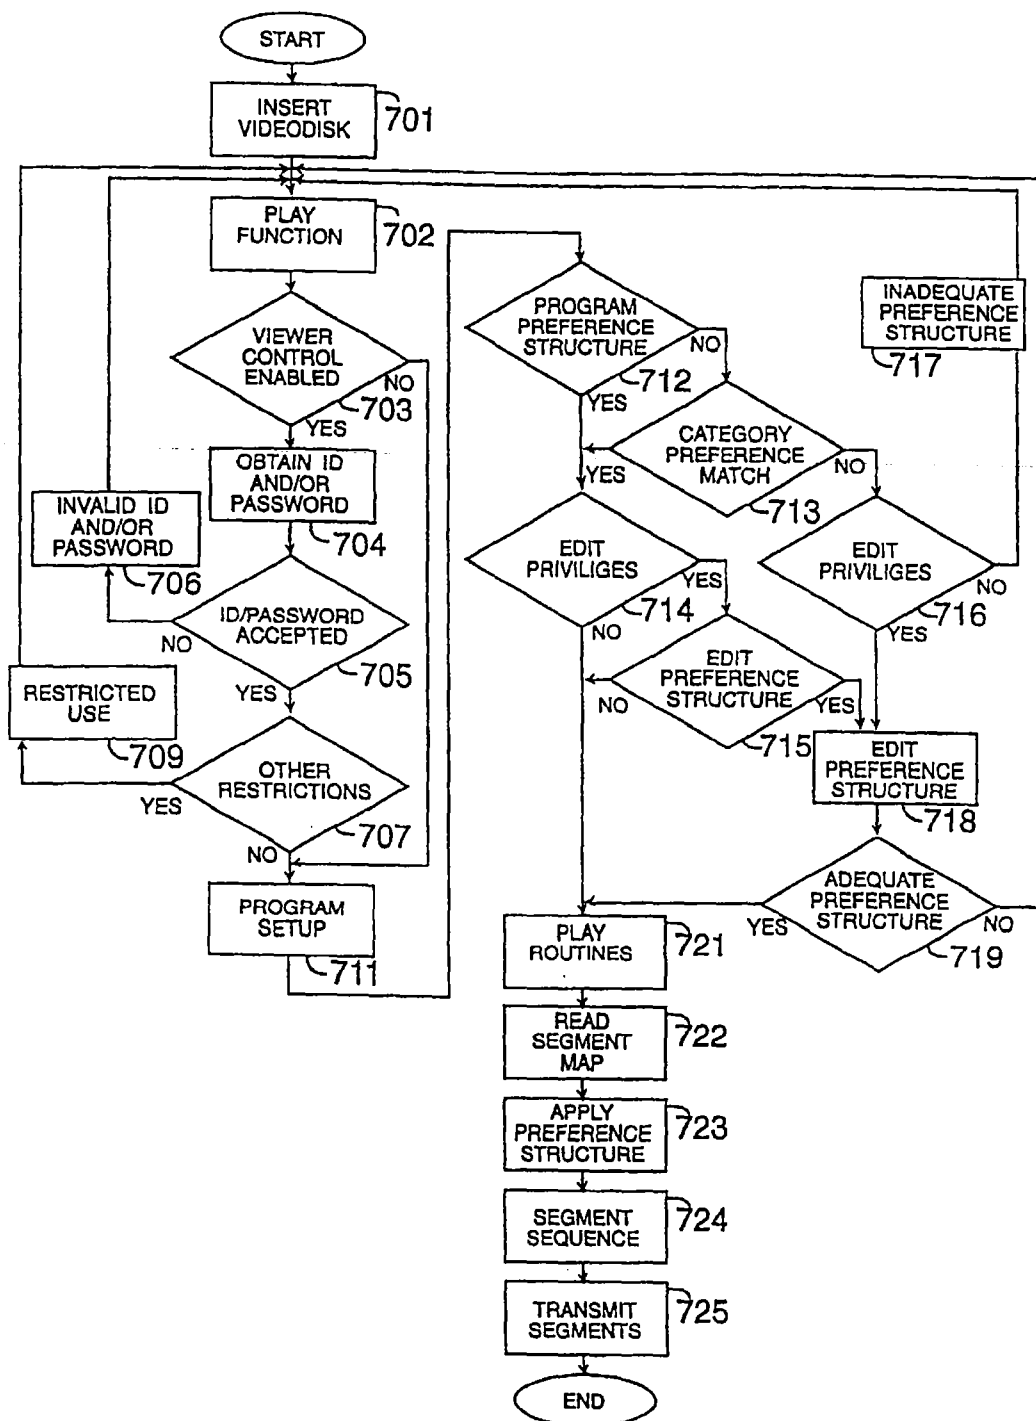 START
INSERT
VIDEODISK
701
PLAY
FUNCTION
702
VIEWER
CONTROL
ENABLED
NO
703
YES
OBTAIN ID
AND/OR
PASSWORD
704
INVALID ID
AND/OR
PASSWORD
706
ID/PASSWORD
ACCEPTED
NO
705
YES
RESTRICTED
USE
709
OTHER
RESTRICTIONS
YES
707
NO
PROGRAM
SETUP
711
PROGRAM
PREFERENCE
STRUCTURE
NO
712
YES
CATEGORY
PREFERENCE
MATCH
YES
NO
713
INADEQUATE
PREFERENCE
STRUCTURE
717
EDIT
PRIVILIGES
YES
714
NO
EDIT
PRIVILIGES
NO
716
YES
EDIT
PREFERENCE
STRUCTURE
NO
YES
715
EDIT
PREFERENCE
STRUCTURE
718
ADEQUATE
PREFERENCE
STRUCTURE
YES
NO
719
PLAY
ROUTINES
721
READ
SEGMENT
MAP
722
APPLY
PREFERENCE
STRUCTURE
723
SEGMENT
SEQUENCE
724
TRANSMIT
SEGMENTS
725
END